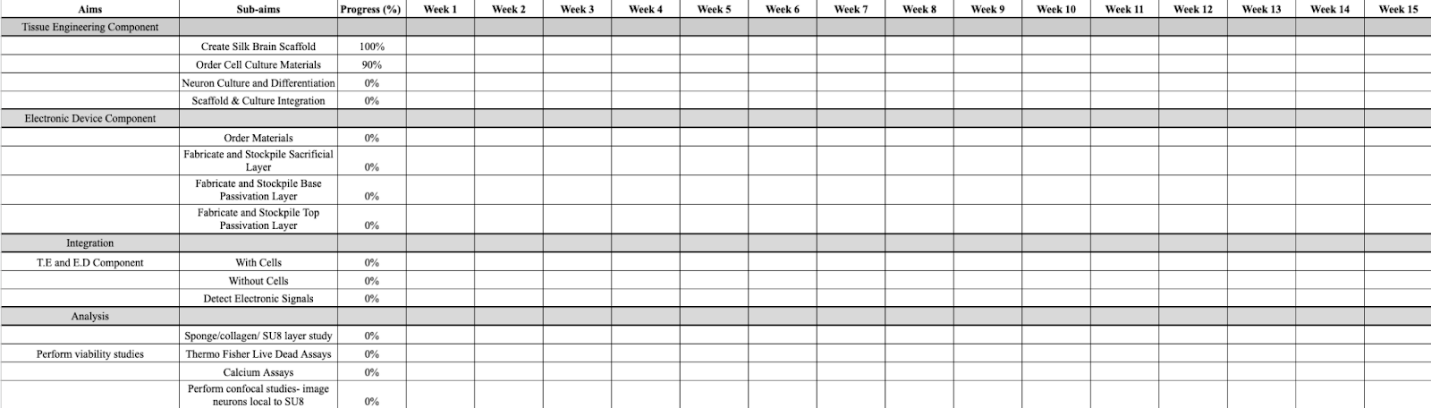 Aims Sub-aims Progress (%) Week 1 Week 2 Week 3 Week 4 Week 5 Week 6 Week 7 Week 8 Week 9 Week 10 Week 11 Week 12 Week 13 Week 14 Week 15
Tissue Engineering Component
Create Silk Brain Scaffold 100%
Order Cell Culture Materials 90%
Neuron Culture and Differentiation 0%
Scaffold & Culture Integration 0%
Electronic Device Component
Order Materials 0%
Fabricate and Stockpile Sacrificial
Layer 0%
Fabricate and Stockpile Base
Passivation Layer 0%
Fabricate and Stockpile Top
Passivation Layer 0%
Integration
T.E and E.D Component With Cells 0%
Without Cells 0%
Detect Electronic Signals 0%
Analysis
Sponge/collagen/ SU8 layer study 0%
Perform viability studies Thermo Fisher Live Dead Assays 0%
Calcium Assays 0%
Perform confocal studies- image
neurons local to SU8 0%